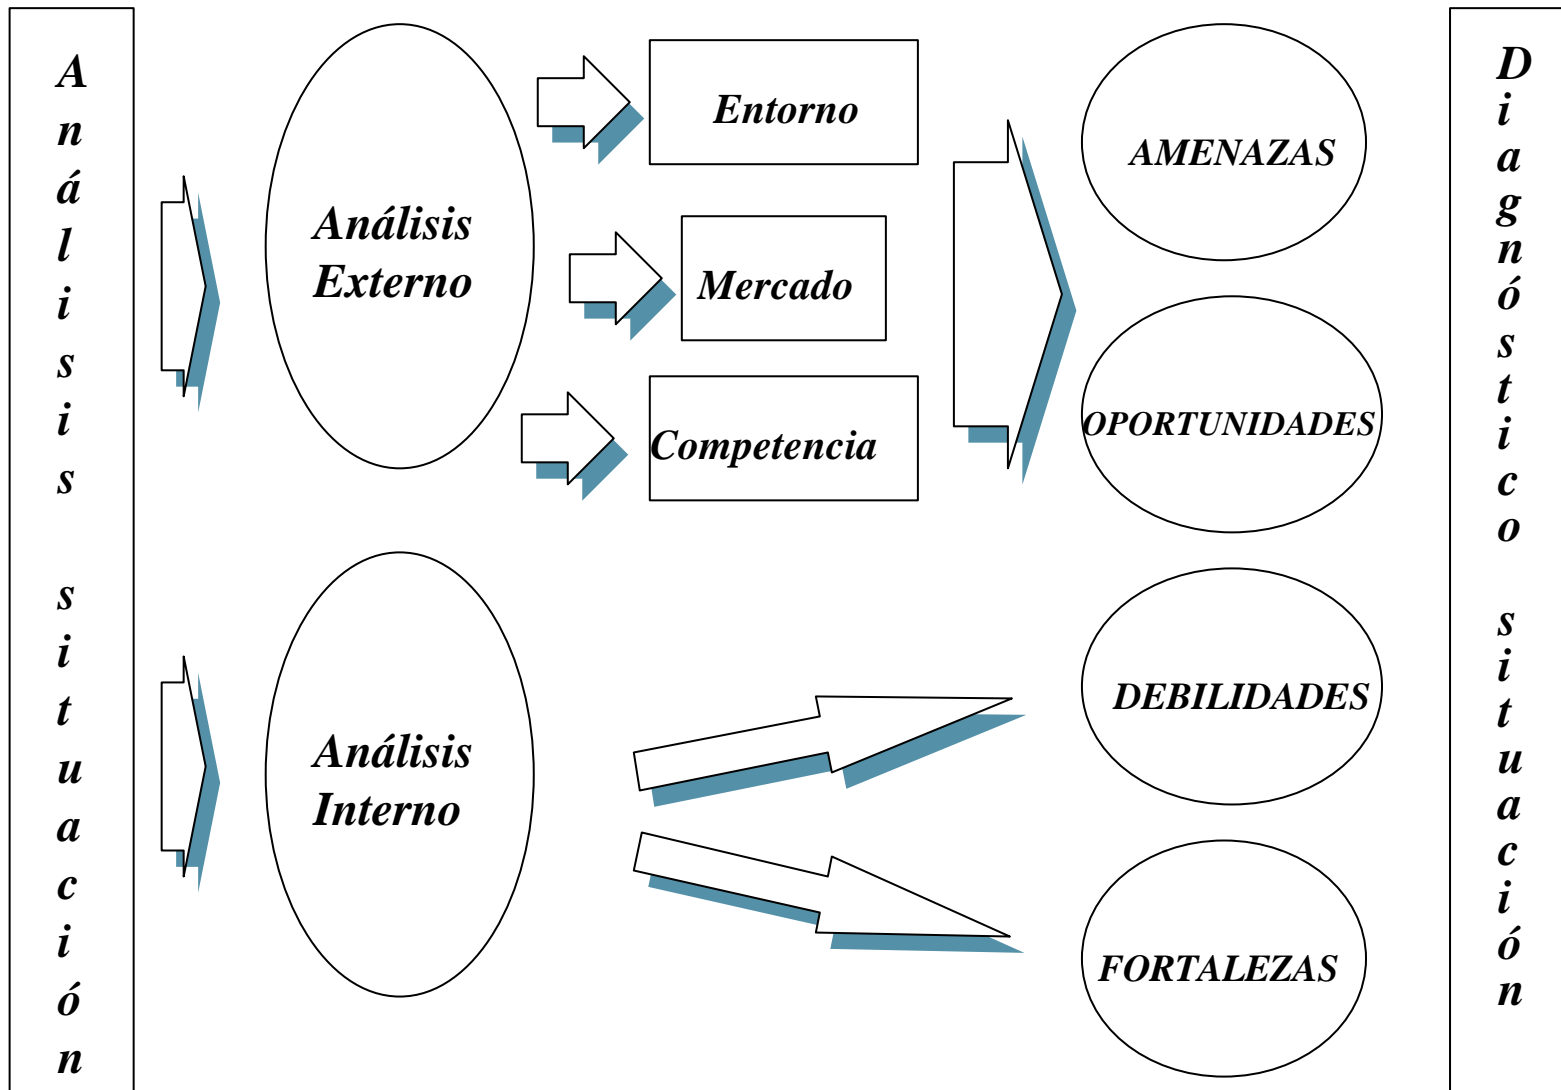 Análisis situación
Análisis
Externo
Entorno
Mercado
Competencia
AMENAZAS
OPORTUNIDADES
Análisis
Interno
DEBILIDADES
FORTALEZAS
Diagnóstico situación